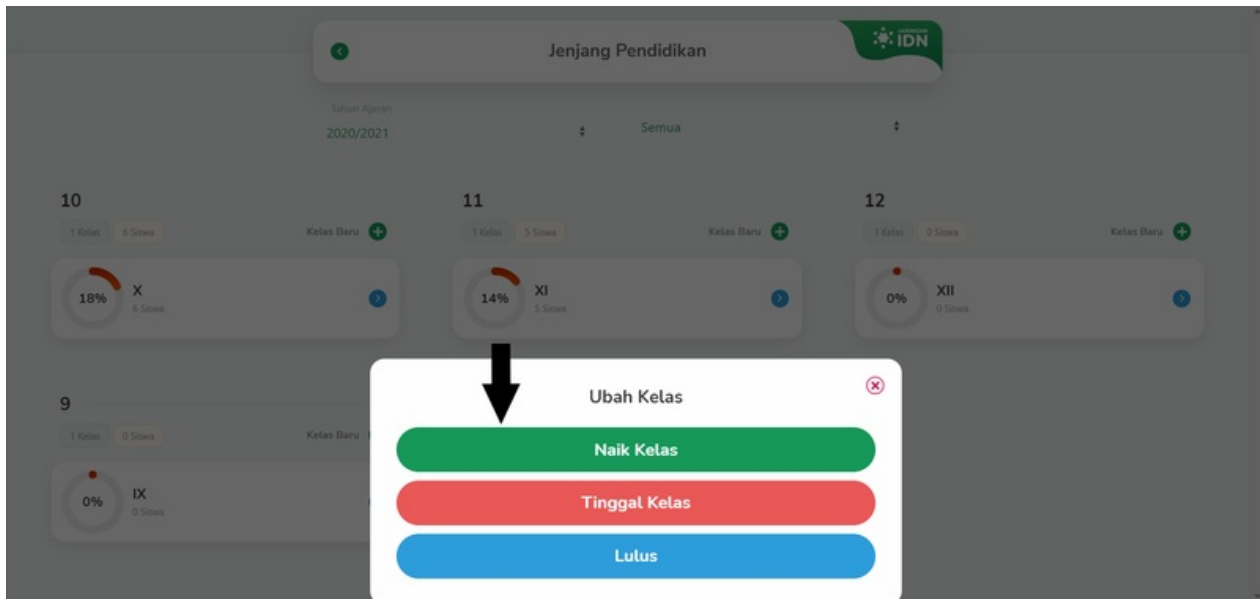 Jenjang Pendidikan
JARINGAN
IDN
Tahun Ajaran
2020/2021
Semua
10
1 Kelas
6 Siswa
Kelas Baru
18%
X
6 Siswa
11
1 Kelas
5 Siswa
Kelas Baru
14%
XI
5 Siswa
12
1 Kelas
0 Siswa
Kelas Baru
0%
XII
0 Siswa
9
1 Kelas
0 Siswa
Kelas Baru
0%
IX
0 Siswa
Ubah Kelas
Naik Kelas
Tinggal Kelas
Lulus